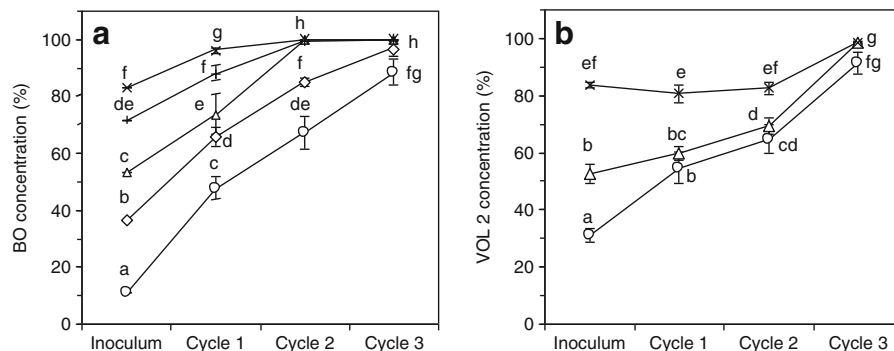 a
BO concentration (%)
100
80
60
40
20
0
f
g
h
de
f
c
e
f
h
b
d
de
fg
c
a
Inoculum Cycle 1 Cycle 2 Cycle 3
b
VOL 2 concentration (%)
100
80
60
40
20
0
ef
e
ef
g
fg
b
bc
d
cd
a
b
Inoculum Cycle 1 Cycle 2 Cycle 3